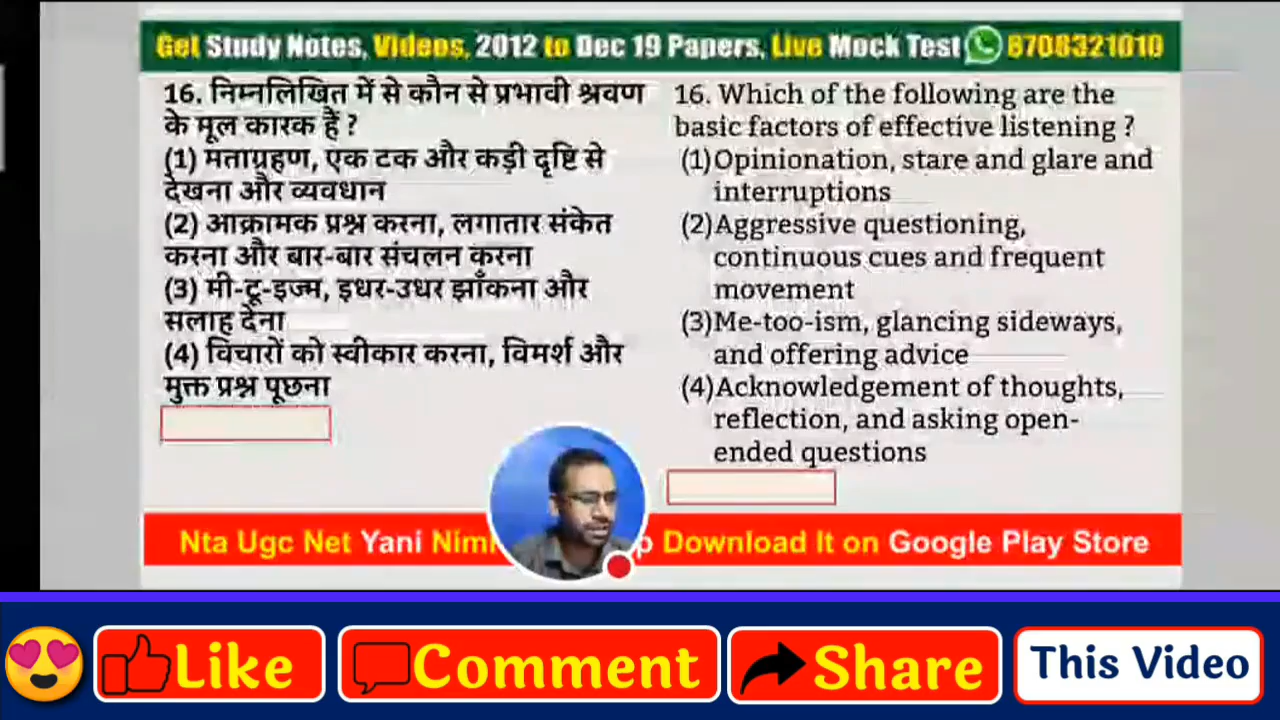 Get Study Notes, Videos, 2012 to Dec 19 Papers, Live Mock Test 8708321010
16. निम्नलिखित में से कौन से प्रभावी श्रवण
के मूल कारक हैं ?
(1) मताग्रहण, एक टक और कड़ी दृष्टि से
देखना और व्यवधान
(2) आक्रामक प्रश्न करना, लगातार संकेत
करना और बार-बार संचलन करना
(3) मी-टू-इज्म, इधर-उधर झाँकना और
सलाह देना
(4) विचारों को स्वीकार करना, विमर्श और
मुक्त प्रश्न पूछना
16. Which of the following are the
basic factors of effective listening ?
(1)Opinionation, stare and glare and
interruptions
(2)Aggressive questioning,
continuous cues and frequent
movement
(3)Me-too-ism, glancing sideways,
and offering advice
(4)Acknowledgement of thoughts,
reflection, and asking open-
ended questions
Nta Ugc Net Yani Download It on Google Play Store
Like Comment Share This Video